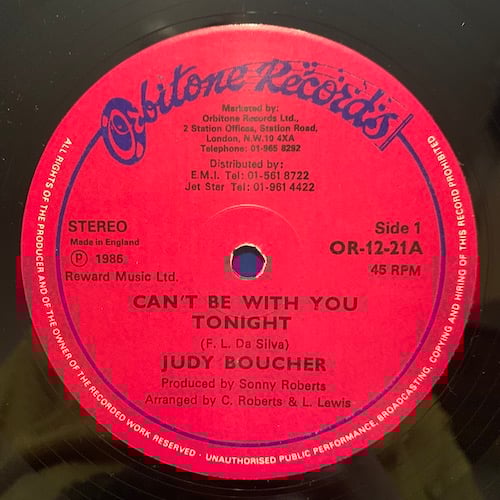 Orbitone Records
Marketed by:
Orbitone Records Ltd.,
2 Station Offices, Station Road,
London, N.W.10 4XA
Telephone: 01-965 8292
Distributed by:
E.M.I. Tel: 01-561 8722
Jet Star Tel: 01-961 4422
STEREO
Made in England
Ⓟ 1986
Reward Music Ltd.
Side 1
OR-12-21A
45 RPM
CAN'T BE WITH YOU
TONIGHT
(F. L. Da Silva)
JUDY BOUCHER
Produced by Sonny Roberts
Arranged by C. Roberts & L. Lewis
ALL RIGHTS OF THE PRODUCER AND OF THE OWNER OF THE RECORDED WORK RESERVED · UNAUTHORISED PUBLIC PERFORMANCE, BROADCASTING, COPYING AND HIRING OF THIS RECORD PROHIBITED